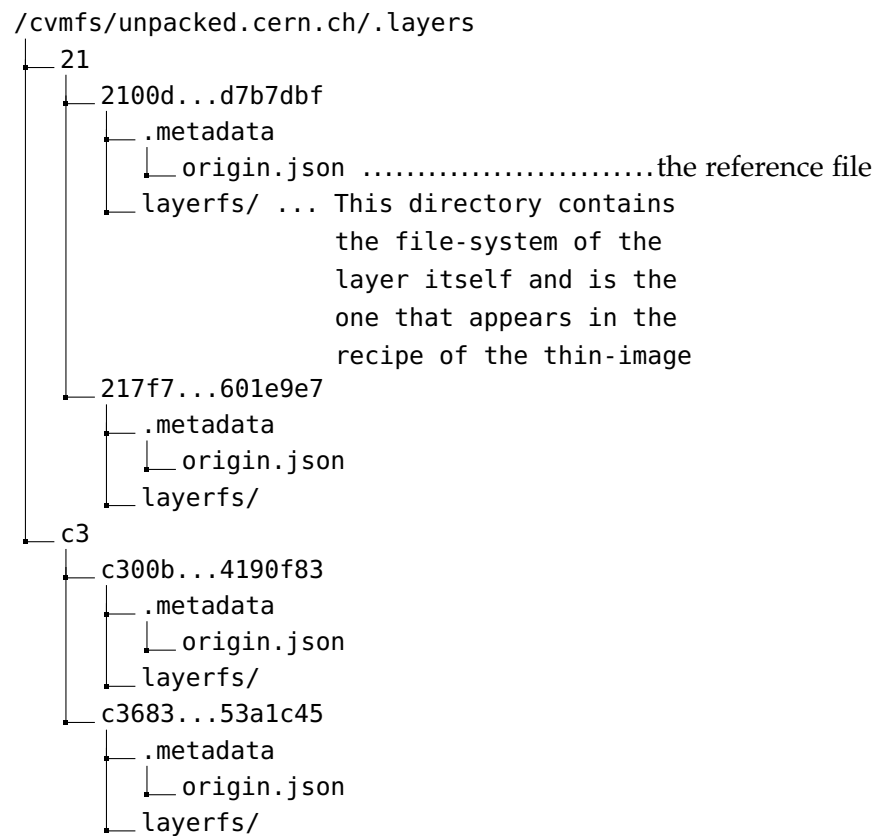 /cvmfs/unpacked.cern.ch/.layers
21
2100d...d7b7dbf
.metadata
origin.json ...........................the reference file
layerfs/ ... This directory contains
the file-system of the
layer itself and is the
one that appears in the
recipe of the thin-image
217f7...601e9e7
.metadata
origin.json
layerfs/
c3
c300b...4190f83
.metadata
origin.json
layerfs/
c3683...53a1c45
.metadata
origin.json
layerfs/